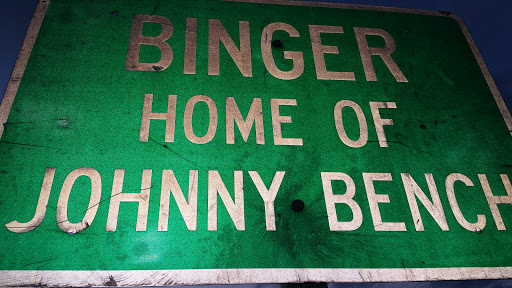 BINGER
HOME OF
JOHNNY BENCH